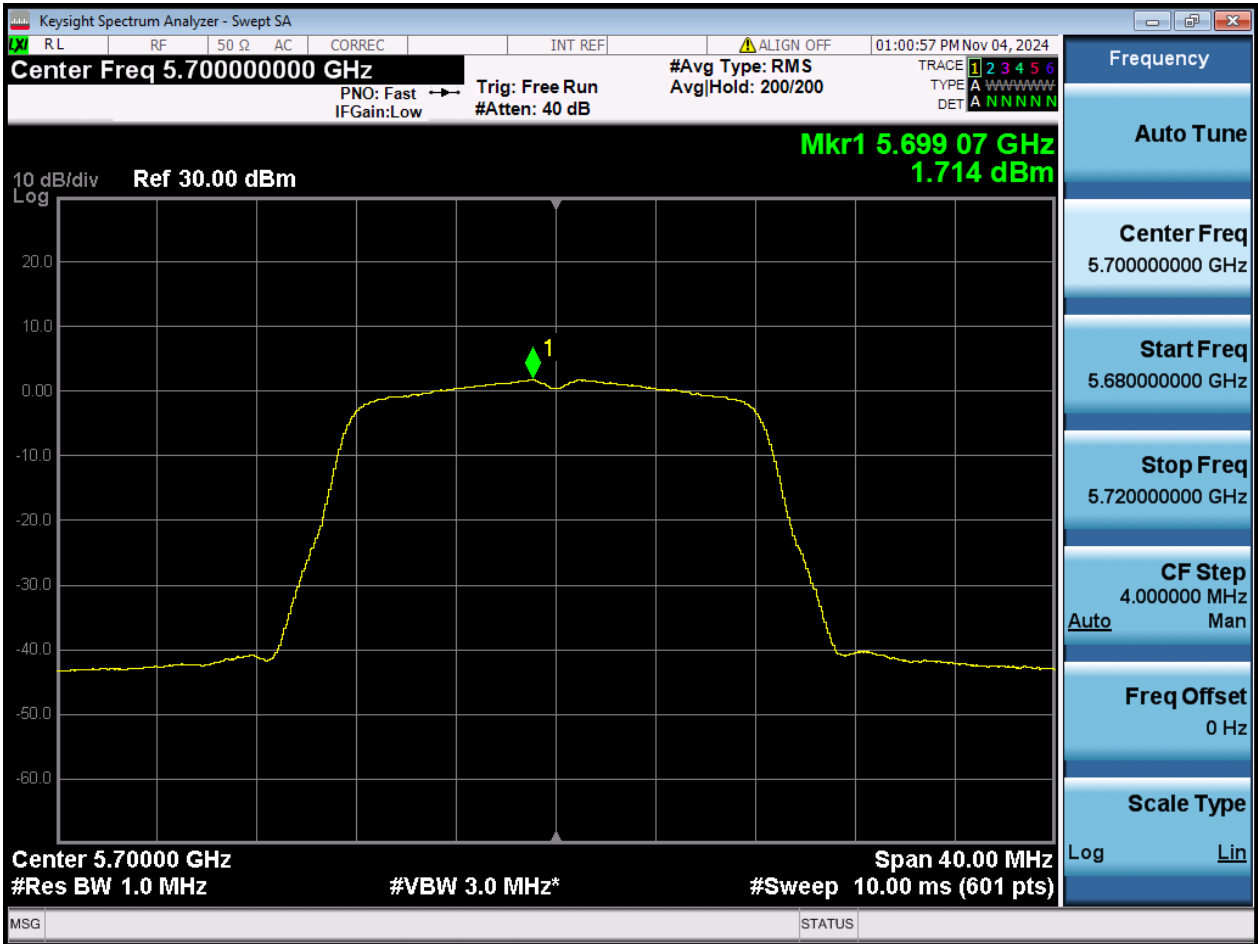 Keysight Spectrum Analyzer - Swept SA
LXI RL RF 50 Ω AC CORREC INT REF ALIGN OFF 01:00:57 PM Nov 04, 2024
Center Freq 5.700000000 GHz
PNO: Fast
IFGain:Low
Trig: Free Run
#Atten: 40 dB
#Avg Type: RMS
Avg|Hold: 200/200
TRACE 1 2 3 4 5 6
TYPE A WWWWW
DET A N N N N N
Mkr1 5.699 07 GHz
1.714 dBm
10 dB/div Ref 30.00 dBm
Log
20.0
10.0
0.00
-10.0
-20.0
-30.0
-40.0
-50.0
-60.0
1
Center 5.70000 GHz Span 40.00 MHz
#Res BW 1.0 MHz #VBW 3.0 MHz* #Sweep 10.00 ms (601 pts)
MSG STATUS
Frequency
Auto Tune
Center Freq
5.700000000 GHz
Start Freq
5.680000000 GHz
Stop Freq
5.720000000 GHz
CF Step
4.000000 MHz
Auto Man
Freq Offset
0 Hz
Scale Type
Log Lin